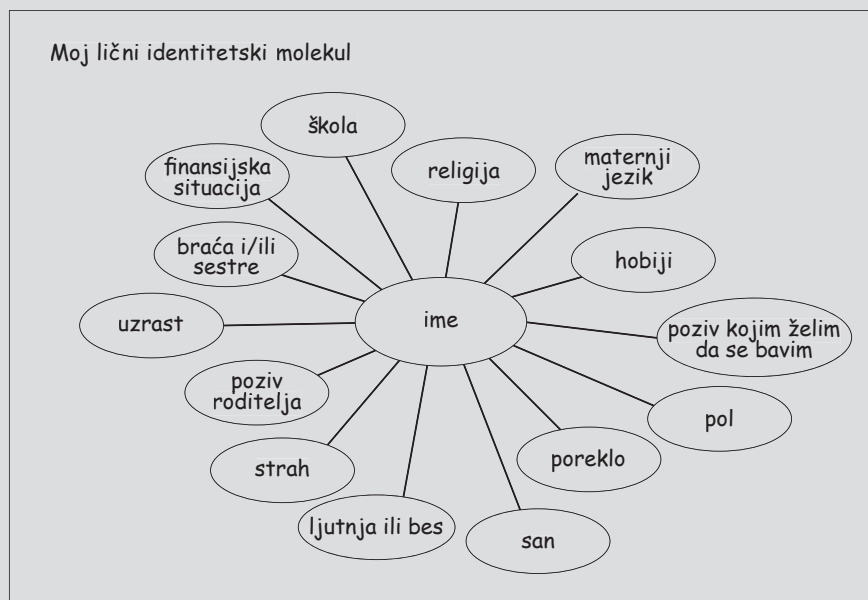 Moj lični identitetski molekul
škola
religija
maternji
jezik
finansijska
situacija
braća i/ili
sestre
hobiji
uzrast
ime
poziv kojim želim
da se bavim
poziv
roditelja
pol
strah
poreklo
ljutnja ili bes
san